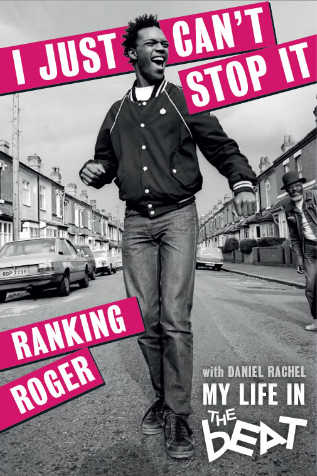 I JUST CAN'T
STOP IT
RANKING
ROGER
with DANIEL RACHEL
MY LIFE IN
THE
bEAT